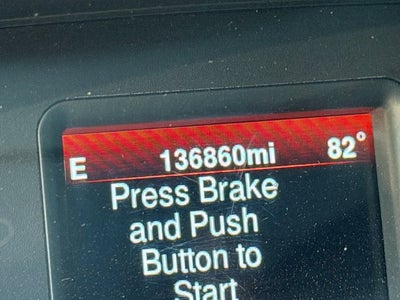 E 136860mi 82°
Press Brake
and Push
Button to
Start